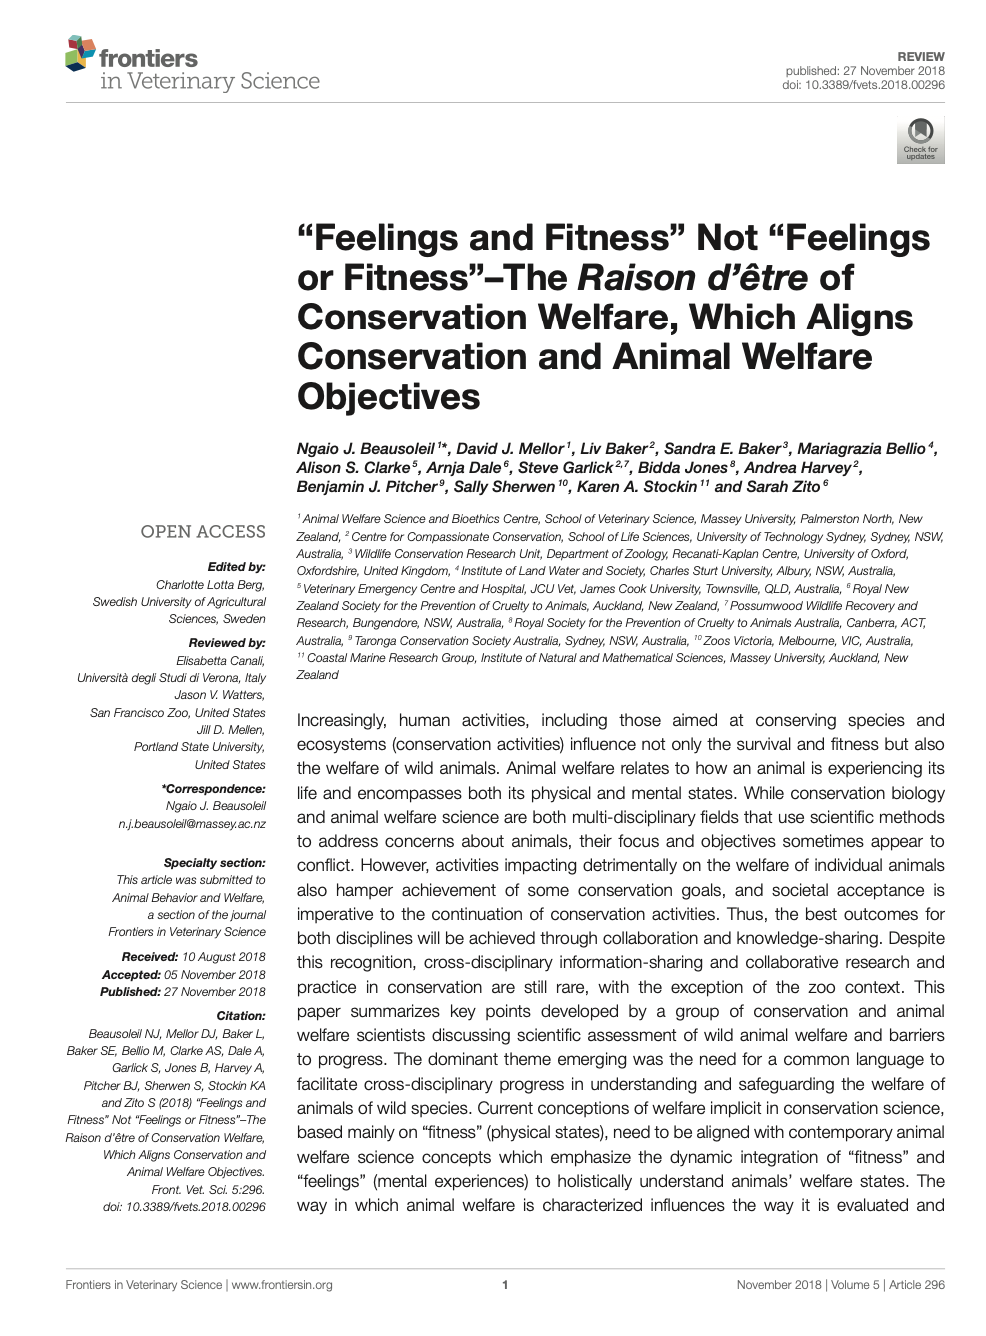 frontiers
in Veterinary Science
REVIEW
published: 27 November 2018
doi: 10.3389/fvets.2018.00296
Check for
updates
“Feelings and Fitness” Not “Feelings
or Fitness”–The Raison d’être of
Conservation Welfare, Which Aligns
Conservation and Animal Welfare
Objectives
Ngaio J. Beausoleil 1*, David J. Mellor 1, Liv Baker 2, Sandra E. Baker 3, Mariagrazia Bellio 4,
Alison S. Clarke 5, Arnja Dale 6, Steve Garlick 2,7, Bidda Jones 8, Andrea Harvey 2,
Benjamin J. Pitcher 9, Sally Sherwen 10, Karen A. Stockin 11 and Sarah Zito 6
1 Animal Welfare Science and Bioethics Centre, School of Veterinary Science, Massey University, Palmerston North, New
Zealand, 2 Centre for Compassionate Conservation, School of Life Sciences, University of Technology Sydney, Sydney, NSW,
Australia, 3 Wildlife Conservation Research Unit, Department of Zoology, Recanati-Kaplan Centre, University of Oxford,
Oxfordshire, United Kingdom, 4 Institute of Land Water and Society, Charles Sturt University, Albury, NSW, Australia,
5 Veterinary Emergency Centre and Hospital, JCU Vet, James Cook University, Townsville, QLD, Australia, 6 Royal New
Zealand Society for the Prevention of Cruelty to Animals, Auckland, New Zealand, 7 Possumwood Wildlife Recovery and
Research, Bungendore, NSW, Australia, 8 Royal Society for the Prevention of Cruelty to Animals Australia, Canberra, ACT,
Australia, 9 Taronga Conservation Society Australia, Sydney, NSW, Australia, 10 Zoos Victoria, Melbourne, VIC, Australia,
11 Coastal Marine Research Group, Institute of Natural and Mathematical Sciences, Massey University, Auckland, New
Zealand
OPEN ACCESS
Edited by:
Charlotte Lotta Berg,
Swedish University of Agricultural
Sciences, Sweden
Reviewed by:
Elisabetta Canali,
Università degli Studi di Verona, Italy
Jason V. Watters,
San Francisco Zoo, United States
Jill D. Mellen,
Portland State University,
United States
*Correspondence:
Ngaio J. Beausoleil
n.j.beausoleil@massey.ac.nz
Specialty section:
This article was submitted to
Animal Behavior and Welfare,
a section of the journal
Frontiers in Veterinary Science
Received: 10 August 2018
Accepted: 05 November 2018
Published: 27 November 2018
Citation:
Beausoleil NJ, Mellor DJ, Baker L,
Baker SE, Bellio M, Clarke AS, Dale A,
Garlick S, Jones B, Harvey A,
Pitcher BJ, Sherwen S, Stockin KA
and Zito S (2018) “Feelings and
Fitness” Not “Feelings or Fitness”–The
Raison d’être of Conservation Welfare,
Which Aligns Conservation and
Animal Welfare Objectives.
Front. Vet. Sci. 5:296.
doi: 10.3389/fvets.2018.00296
Increasingly, human activities, including those aimed at conserving species and
ecosystems (conservation activities) influence not only the survival and fitness but also
the welfare of wild animals. Animal welfare relates to how an animal is experiencing its
life and encompasses both its physical and mental states. While conservation biology
and animal welfare science are both multi-disciplinary fields that use scientific methods
to address concerns about animals, their focus and objectives sometimes appear to
conflict. However, activities impacting detrimentally on the welfare of individual animals
also hamper achievement of some conservation goals, and societal acceptance is
imperative to the continuation of conservation activities. Thus, the best outcomes for
both disciplines will be achieved through collaboration and knowledge-sharing. Despite
this recognition, cross-disciplinary information-sharing and collaborative research and
practice in conservation are still rare, with the exception of the zoo context. This
paper summarizes key points developed by a group of conservation and animal
welfare scientists discussing scientific assessment of wild animal welfare and barriers
to progress. The dominant theme emerging was the need for a common language to
facilitate cross-disciplinary progress in understanding and safeguarding the welfare of
animals of wild species. Current conceptions of welfare implicit in conservation science,
based mainly on “fitness” (physical states), need to be aligned with contemporary animal
welfare science concepts which emphasize the dynamic integration of “fitness” and
“feelings” (mental experiences) to holistically understand animals’ welfare states. The
way in which animal welfare is characterized influences the way it is evaluated and
Frontiers in Veterinary Science | www.frontiersin.org
1
November 2018 | Volume 5 | Article 296